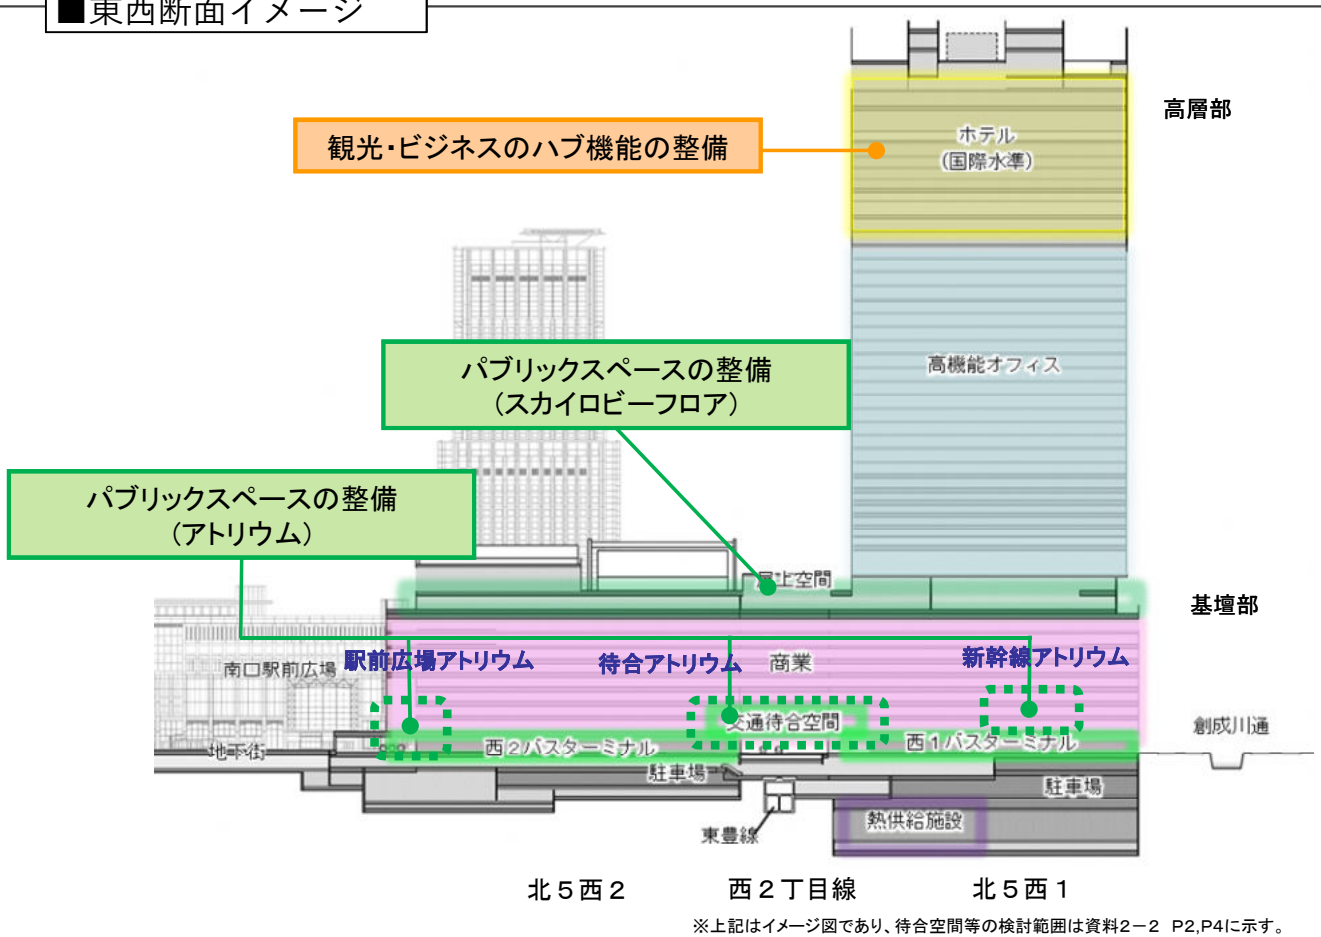 ■東西断面イメージ
高層部
観光・ビジネスのハブ機能の整備
ホテル
(国際水準)
パブリックスペースの整備
(スカイロビーフロア)
高機能オフィス
パブリックスペースの整備
(アトリウム)
屋上空間
基壇部
南口駅前広場
駅前広場アトリウム
待合アトリウム
商業
新幹線アトリウム
交通待合空間
創成川通
地下街
西2バスターミナル
西1バスターミナル
駐車場
駐車場
熱供給施設
東豊線
北5西2
西2丁目線
北5西1
※上記はイメージ図であり、待合空間等の検討範囲は資料2-2 P2,P4に示す。